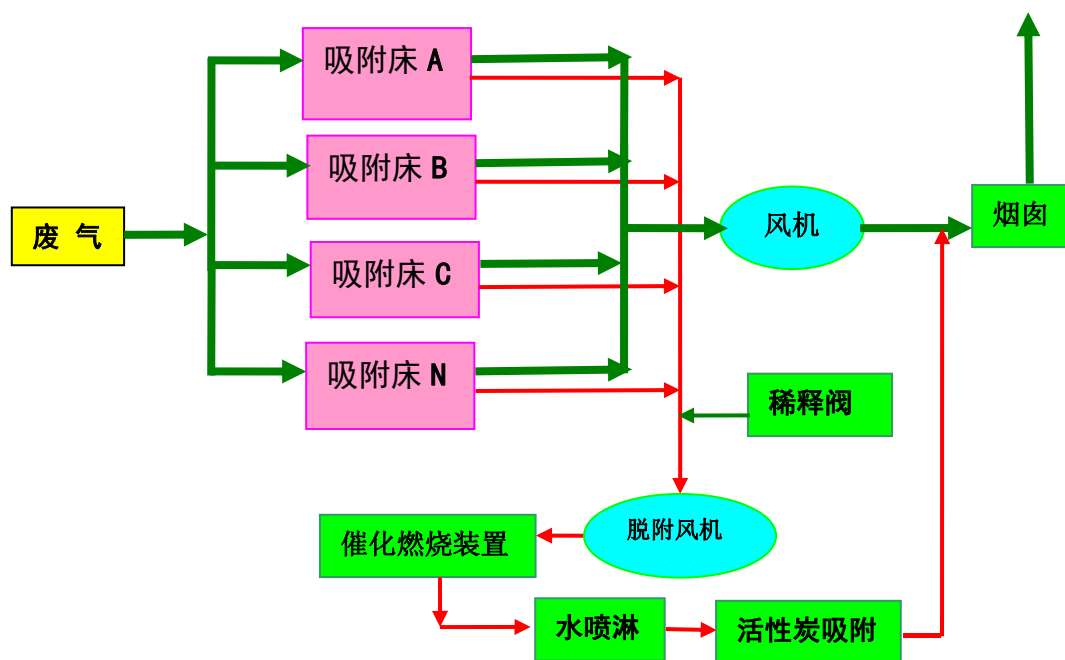 吸附床 A
吸附床 B
吸附床 C
吸附床 N
废 气
风机
烟囱
稀释阀
脱附风机
催化燃烧装置
水喷淋
活性炭吸附